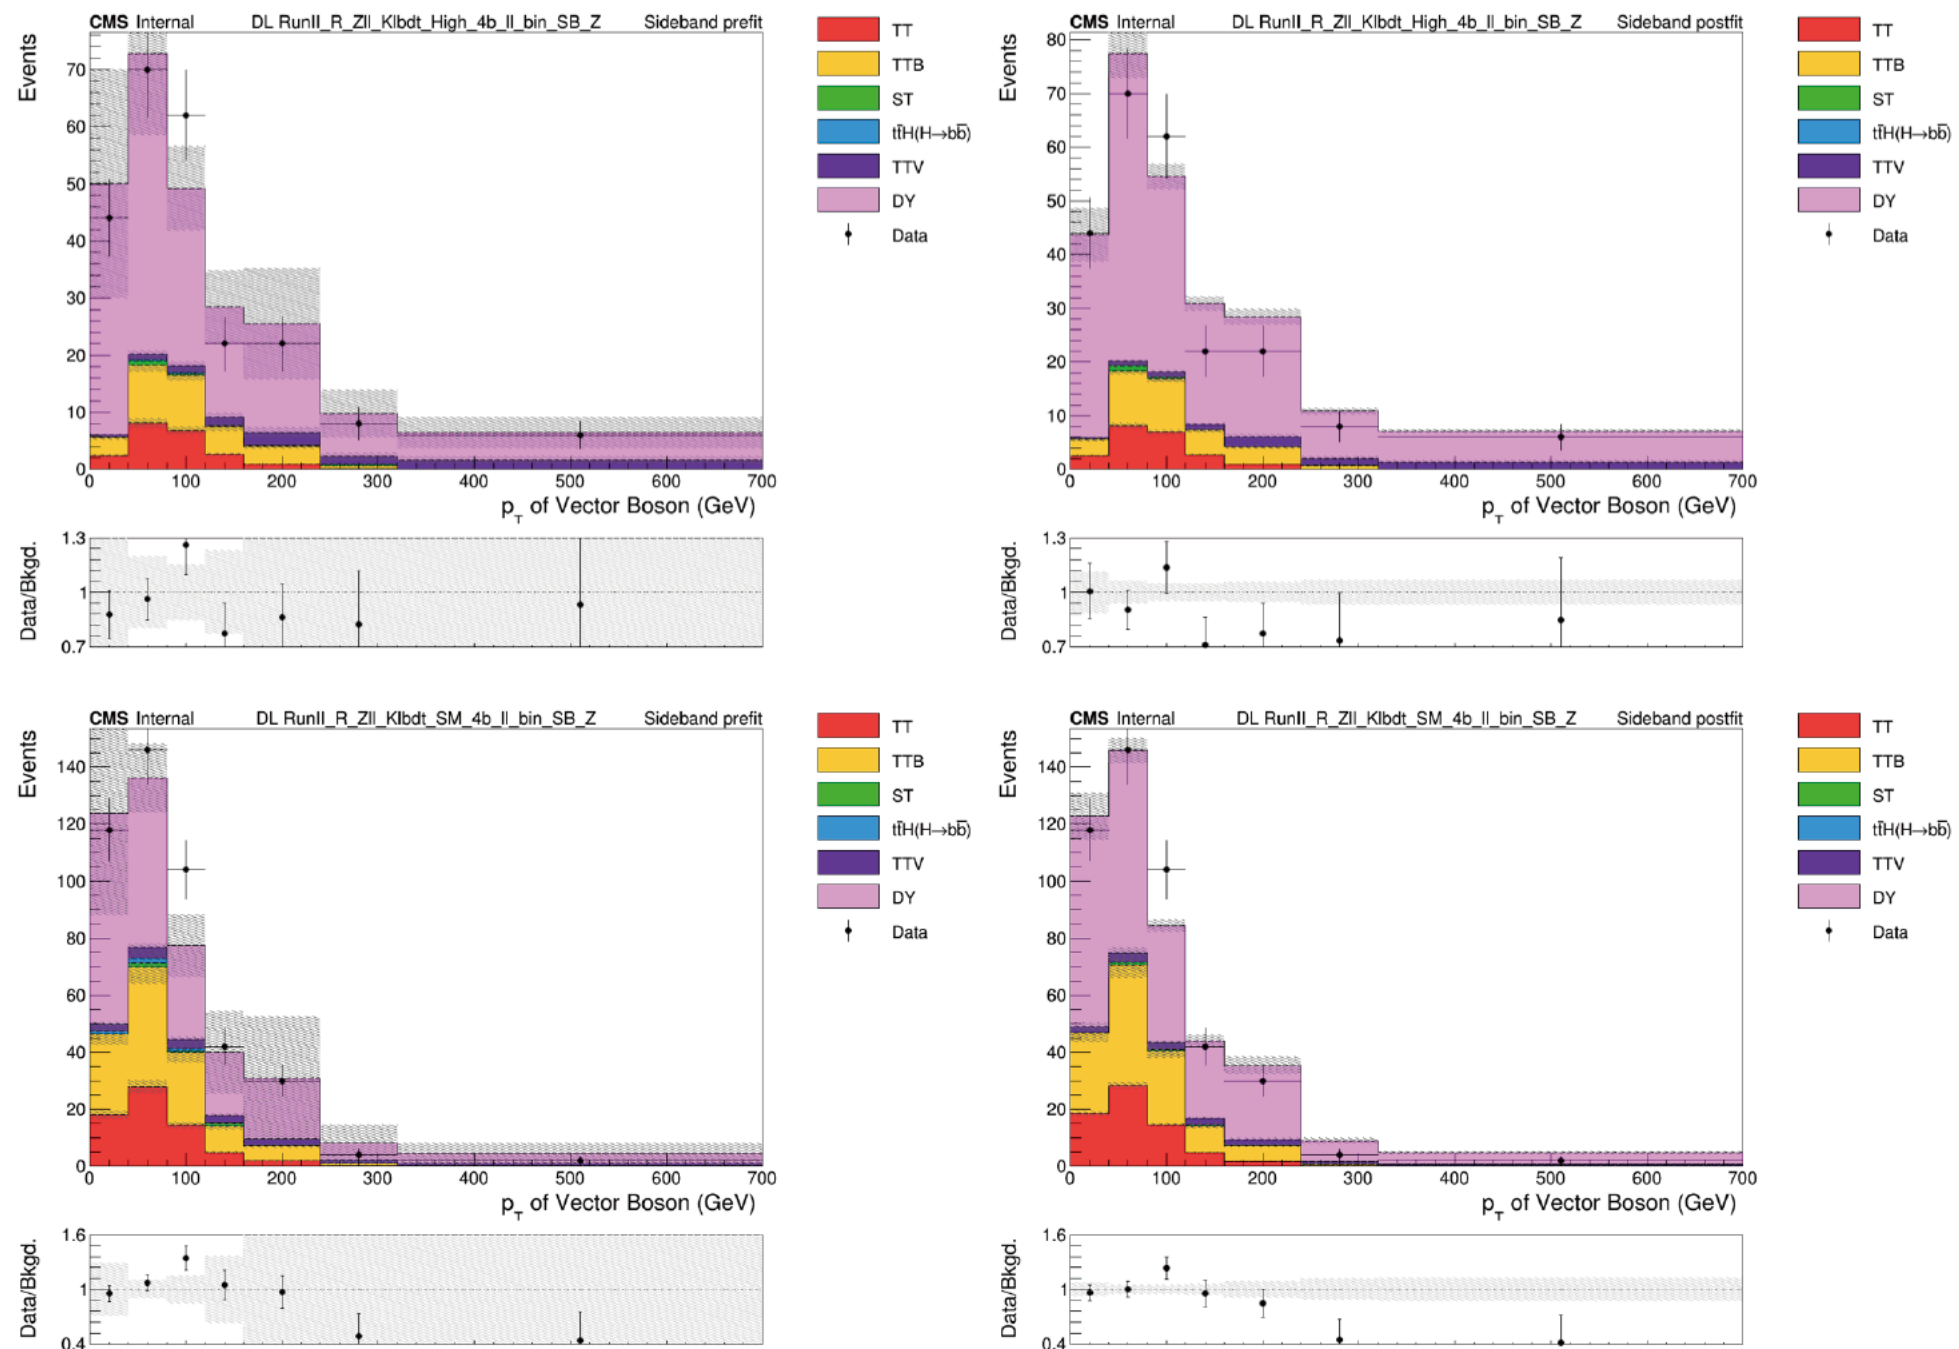 CMS Internal DL RunII_R_Zll_Klbdt_High_4b_ll_bin_SB_Z Sideband prefit
Events
70
60
50
40
30
20
10
0
0 100 200 300 400 500 600 700
p_T of Vector Boson (GeV)
TT
TTB
ST
tt̄H(H→bb̄)
TTV
DY
Data
Data/Bkgd.
1.3
1
0.7
CMS Internal DL RunII_R_Zll_Klbdt_High_4b_ll_bin_SB_Z Sideband postfit
Events
80
70
60
50
40
30
20
10
0
0 100 200 300 400 500 600 700
p_T of Vector Boson (GeV)
TT
TTB
ST
tt̄H(H→bb̄)
TTV
DY
Data
Data/Bkgd.
1.3
1
0.7
CMS Internal DL RunII_R_Zll_Klbdt_SM_4b_ll_bin_SB_Z Sideband prefit
Events
140
120
100
80
60
40
20
0
0 100 200 300 400 500 600 700
p_T of Vector Boson (GeV)
TT
TTB
ST
tt̄H(H→bb̄)
TTV
DY
Data
Data/Bkgd.
1.6
1
0.4
CMS Internal DL RunII_R_Zll_Klbdt_SM_4b_ll_bin_SB_Z Sideband postfit
Events
140
120
100
80
60
40
20
0
0 100 200 300 400 500 600 700
p_T of Vector Boson (GeV)
TT
TTB
ST
tt̄H(H→bb̄)
TTV
DY
Data
Data/Bkgd.
1.6
1
0.4